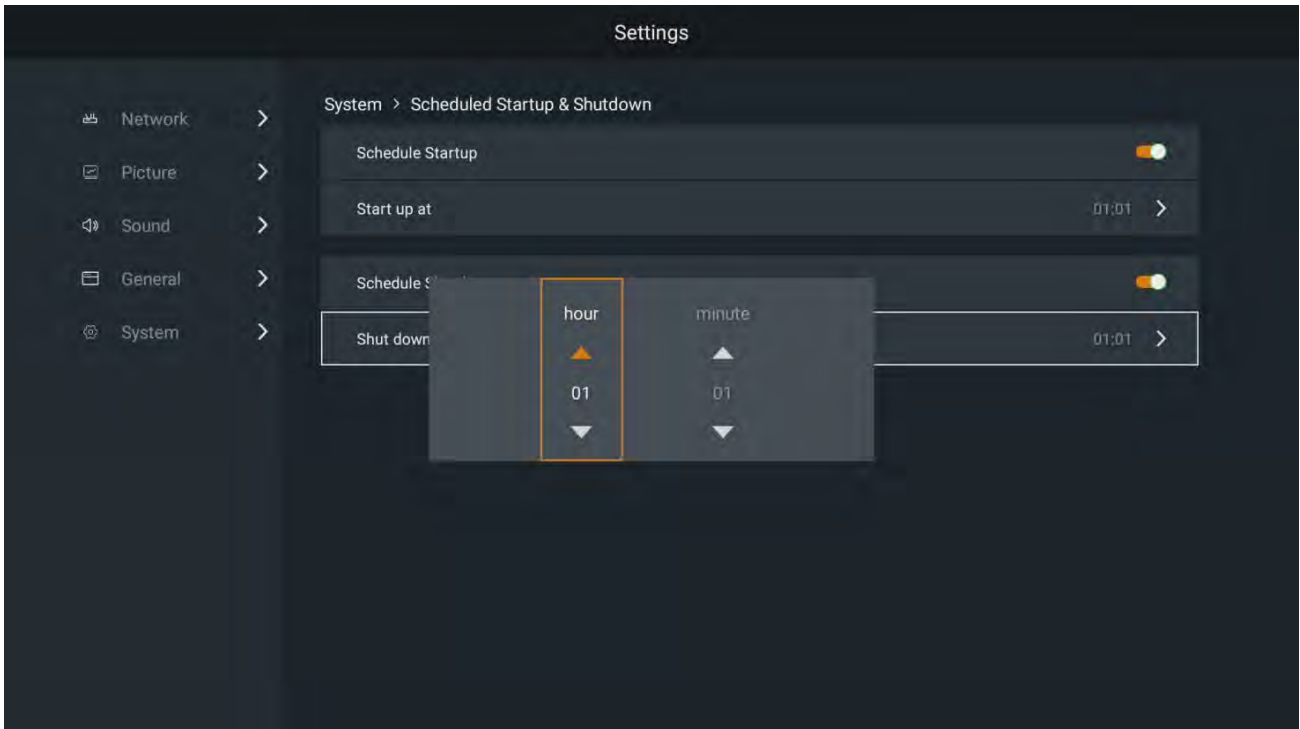 Settings
Network
Picture
Sound
General
System
System > Scheduled Startup & Shutdown
Schedule Startup
Start up at 01:01
Schedule
Shut down 01:01
hour minute
01 01